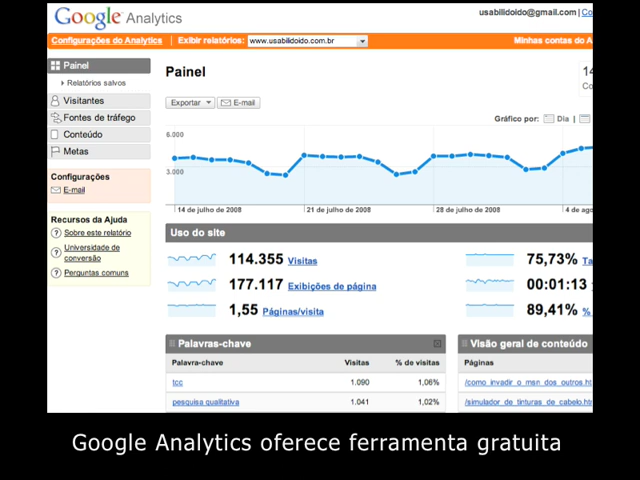 Google Analytics
usabilidoido@gmail.com | Co
Configurações do Analytics | Exibir relatórios: www.usabilidoido.com.br
Minhas contas do A
Painel
Relatórios salvos
Visitantes
Fontes de tráfego
Conteúdo
Metas
Configurações
E-mail
Recursos da Ajuda
Sobre este relatório
Universidade de
conversão
Perguntas comuns
Painel
14
Co
Exportar
E-mail
Gráfico por: Dia |
6.000
3.000
14 de julho de 2008
21 de julho de 2008
28 de julho de 2008
4 de ago
Uso do site
114.355 Visitas
75,73% Ta
177.117 Exibições de página
00:01:13
1,55 Páginas/visita
89,41% %
Palavras-chave
Palavra-chave Visitas % de visitas
tcc 1.090 1,06%
pesquisa qualitativa 1.041 1,02%
Visão geral de conteúdo
Páginas
/como_invadir_o_msn_dos_outros.ht
/simulador_de_tinturas_de_cabelo.ht
Google Analytics oferece ferramenta gratuita